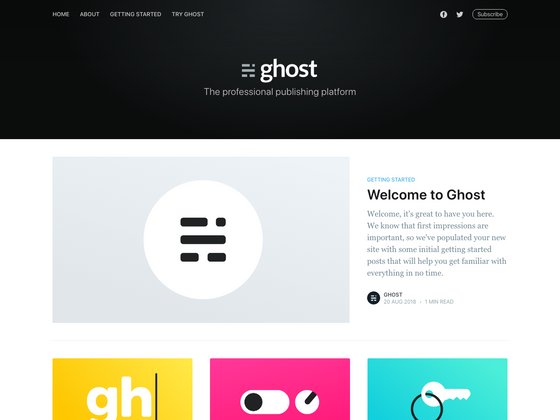 HOME ABOUT GETTING STARTED TRY GHOST Subscribe
ghost
The professional publishing platform
GETTING STARTED
Welcome to Ghost
Welcome, it's great to have you here.
We know that first impressions are
important, so we've populated your new
site with some initial getting started
posts that will help you get familiar with
everything in no time.
GHOST
20 AUG 2018 • 1 MIN READ
gh